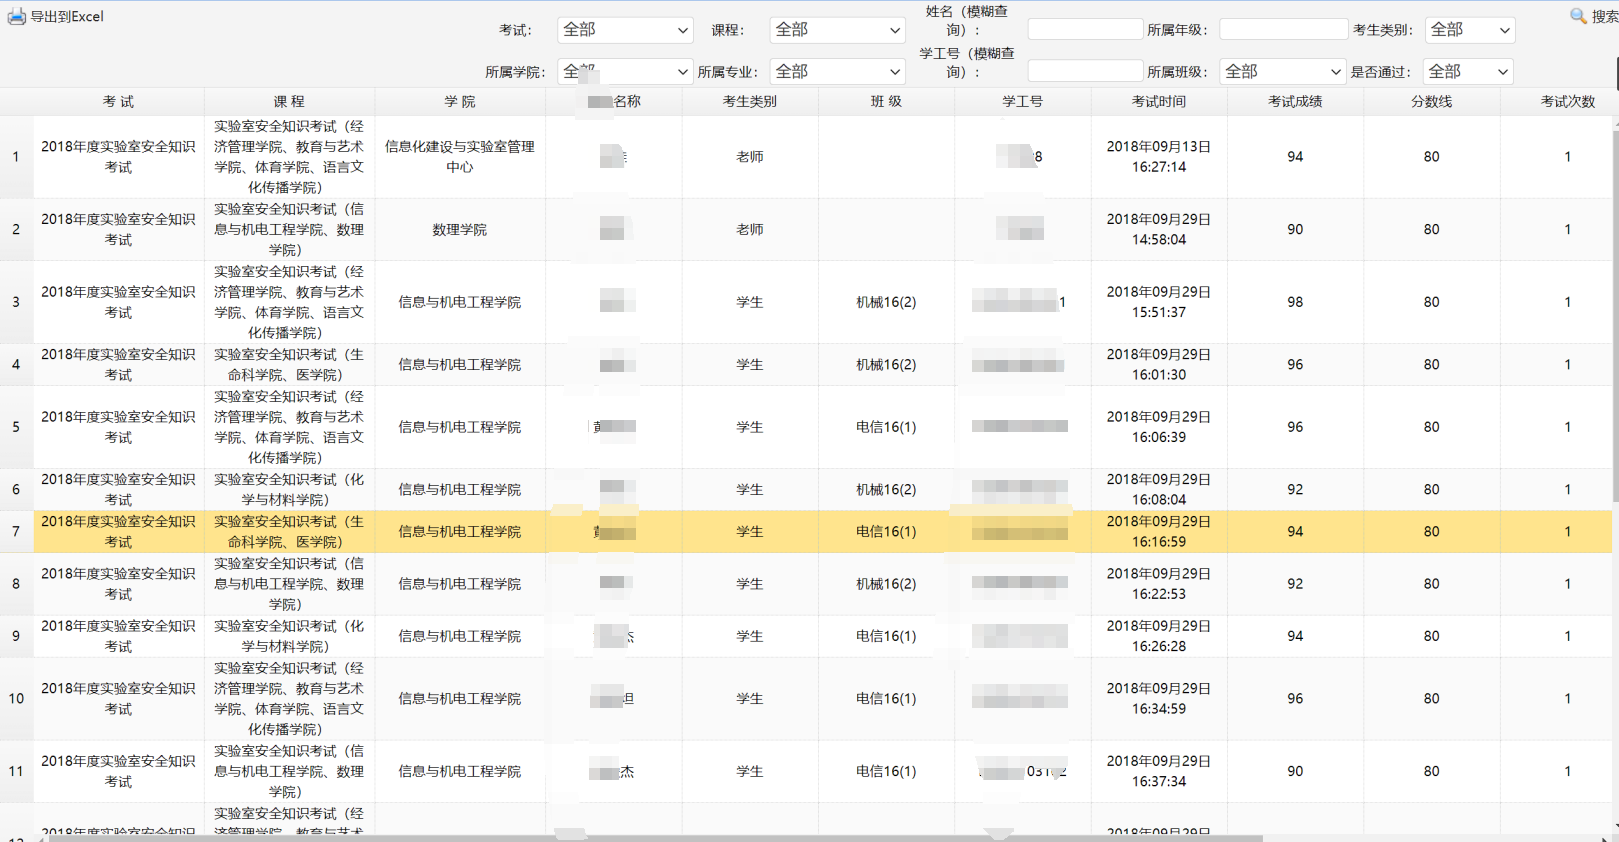 导出到Excel
搜索
考试：
全部
课程：
全部
姓名（模糊查
询）：
所属年级：
考生类别：
全部
所属学院：
全部
所属专业：
全部
学工号（模糊查
询）：
所属班级：
全部
是否通过：
全部
考 试
课 程
学 院
名称
考生类别
班 级
学工号
考试时间
考试成绩
分数线
考试次数
1
2018年度实验室安全知识
考试
实验室安全知识考试（经
济管理学院、教育与艺术
学院、体育学院、语言文
化传播学院）
信息化建设与实验室管理
中心
老师
8
2018年09月13日
16:27:14
94
80
1
2
2018年度实验室安全知识
考试
实验室安全知识考试（信
息与机电工程学院、数理
学院）
数理学院
老师
2018年09月29日
14:58:04
90
80
1
3
2018年度实验室安全知识
考试
实验室安全知识考试（经
济管理学院、教育与艺术
学院、体育学院、语言文
化传播学院）
信息与机电工程学院
学生
机械16(2)
1
2018年09月29日
15:51:37
98
80
1
4
2018年度实验室安全知识
考试
实验室安全知识考试（生
命科学院、医学院）
信息与机电工程学院
学生
机械16(2)
2018年09月29日
16:01:30
96
80
1
5
2018年度实验室安全知识
考试
实验室安全知识考试（经
济管理学院、教育与艺术
学院、体育学院、语言文
化传播学院）
信息与机电工程学院
黄
学生
电信16(1)
2018年09月29日
16:06:39
96
80
1
6
2018年度实验室安全知识
考试
实验室安全知识考试（化
学与材料学院）
信息与机电工程学院
学生
机械16(2)
2018年09月29日
16:08:04
92
80
1
7
2018年度实验室安全知识
考试
实验室安全知识考试（生
命科学院、医学院）
信息与机电工程学院
黄
学生
电信16(1)
2018年09月29日
16:16:59
94
80
1
8
2018年度实验室安全知识
考试
实验室安全知识考试（信
息与机电工程学院、数理
学院）
信息与机电工程学院
学生
机械16(2)
2018年09月29日
16:22:53
92
80
1
9
2018年度实验室安全知识
考试
实验室安全知识考试（化
学与材料学院）
信息与机电工程学院
杰
学生
电信16(1)
2018年09月29日
16:26:28
94
80
1
10
2018年度实验室安全知识
考试
实验室安全知识考试（经
济管理学院、教育与艺术
学院、体育学院、语言文
化传播学院）
信息与机电工程学院
坦
学生
电信16(1)
2018年09月29日
16:34:59
96
80
1
11
2018年度实验室安全知识
考试
实验室安全知识考试（信
息与机电工程学院、数理
学院）
信息与机电工程学院
杰
学生
电信16(1)
2018年09月29日
16:37:34
90
80
1
2018年度实验室安全知识
实验室安全知识考试（经
济管理学院、教育与艺术
2018年09月29日